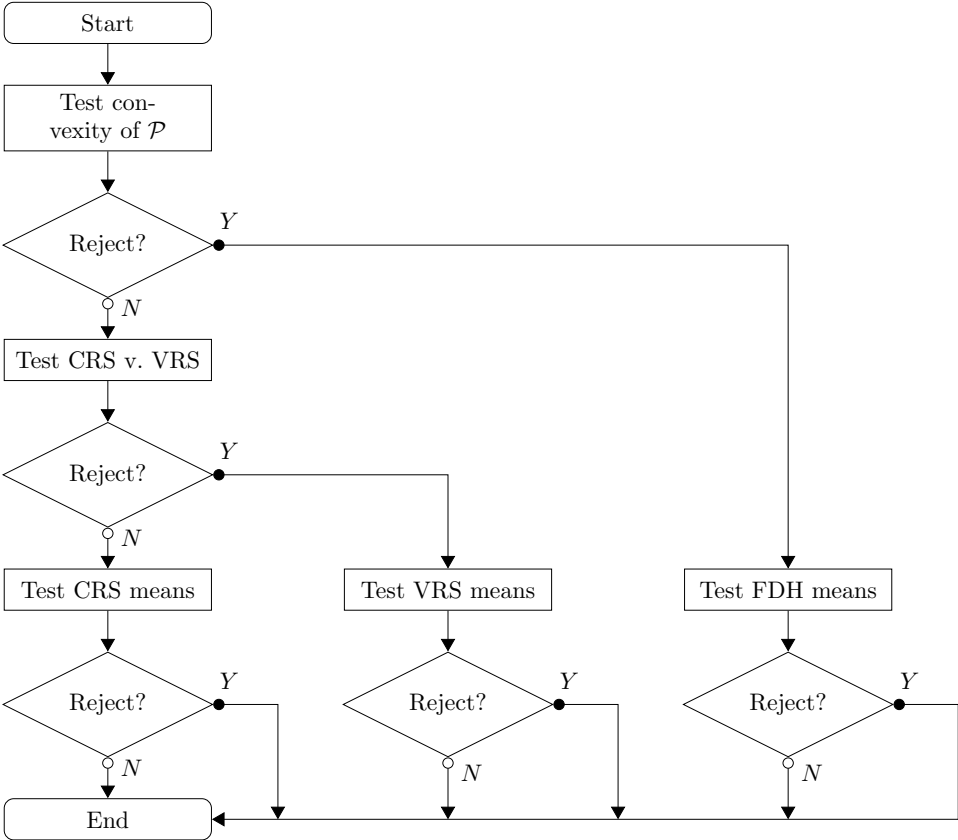 Start
Test con-
vexity of 𝒫
Reject?
Y
N
Test CRS v. VRS
Reject?
Y
N
Test CRS means
Test VRS means
Test FDH means
Reject?
Y
Reject?
Y
Reject?
Y
N
N
N
End